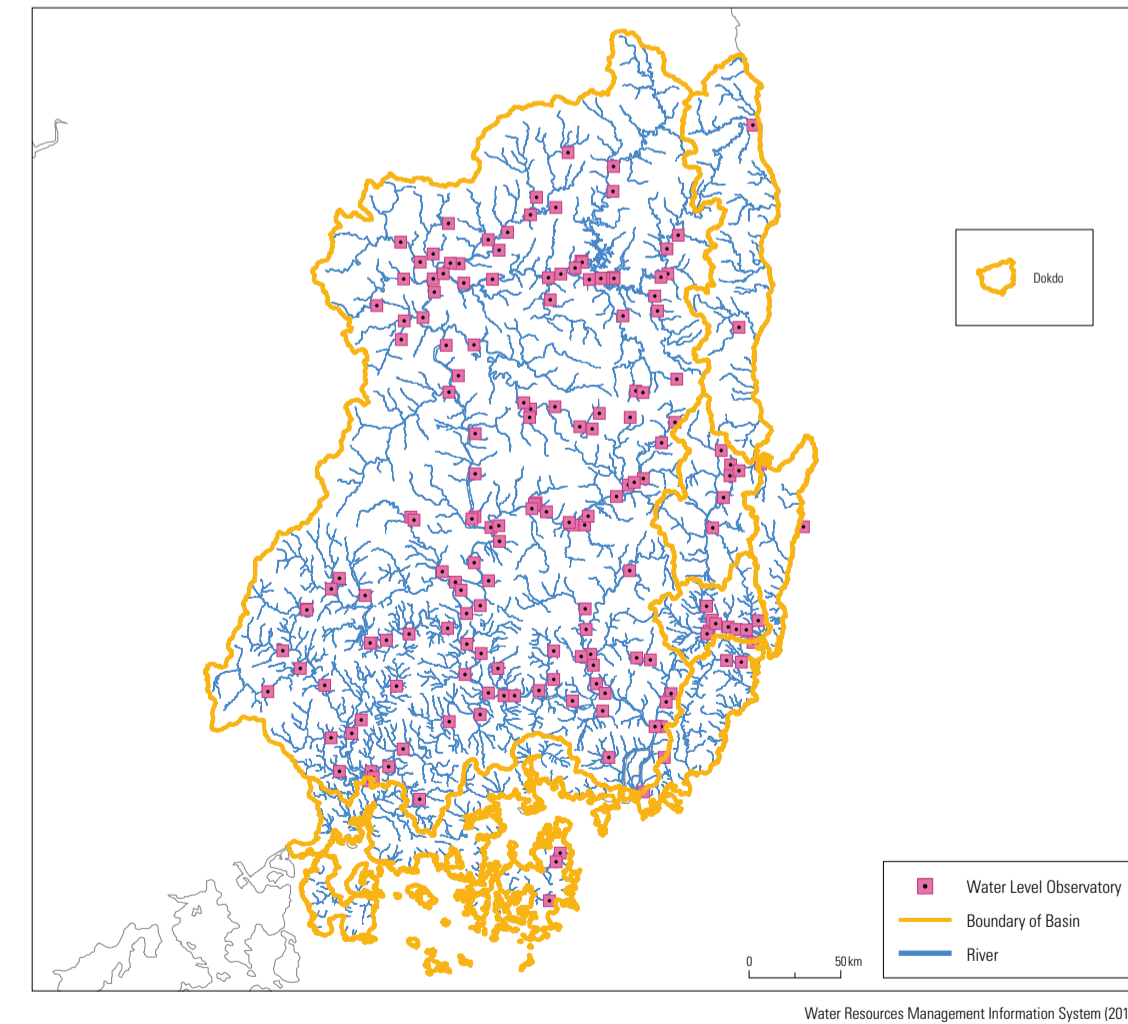 Dokdo
Water Level Observatory
Boundary of Basin
River
0 50 km
Water Resources Management Information System (201